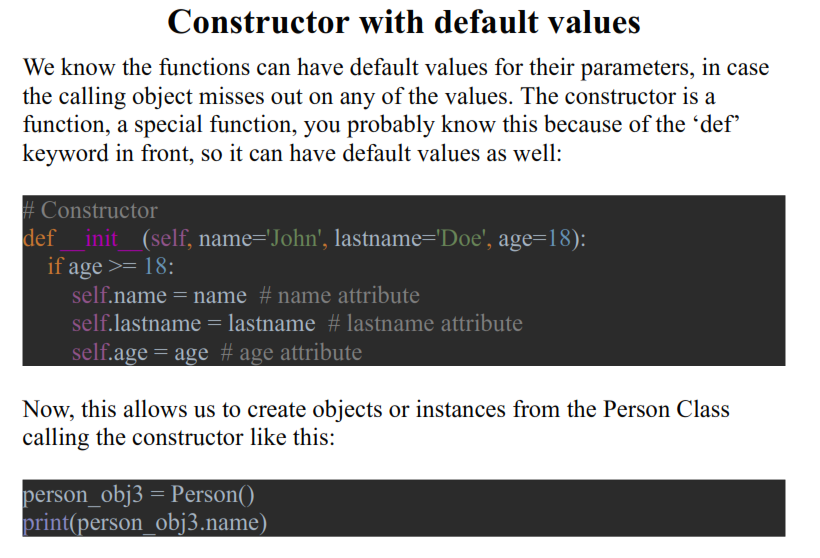 Constructor with default values
We know the functions can have default values for their parameters, in case
the calling object misses out on any of the values. The constructor is a
function, a special function, you probably know this because of the ‘def’
keyword in front, so it can have default values as well:
# Constructor
def __init__(self, name='John', lastname='Doe', age=18):
    if age >= 18:
        self.name = name  # name attribute
        self.lastname = lastname  # lastname attribute
        self.age = age  # age attribute
Now, this allows us to create objects or instances from the Person Class
calling the constructor like this:
person_obj3 = Person()
print(person_obj3.name)